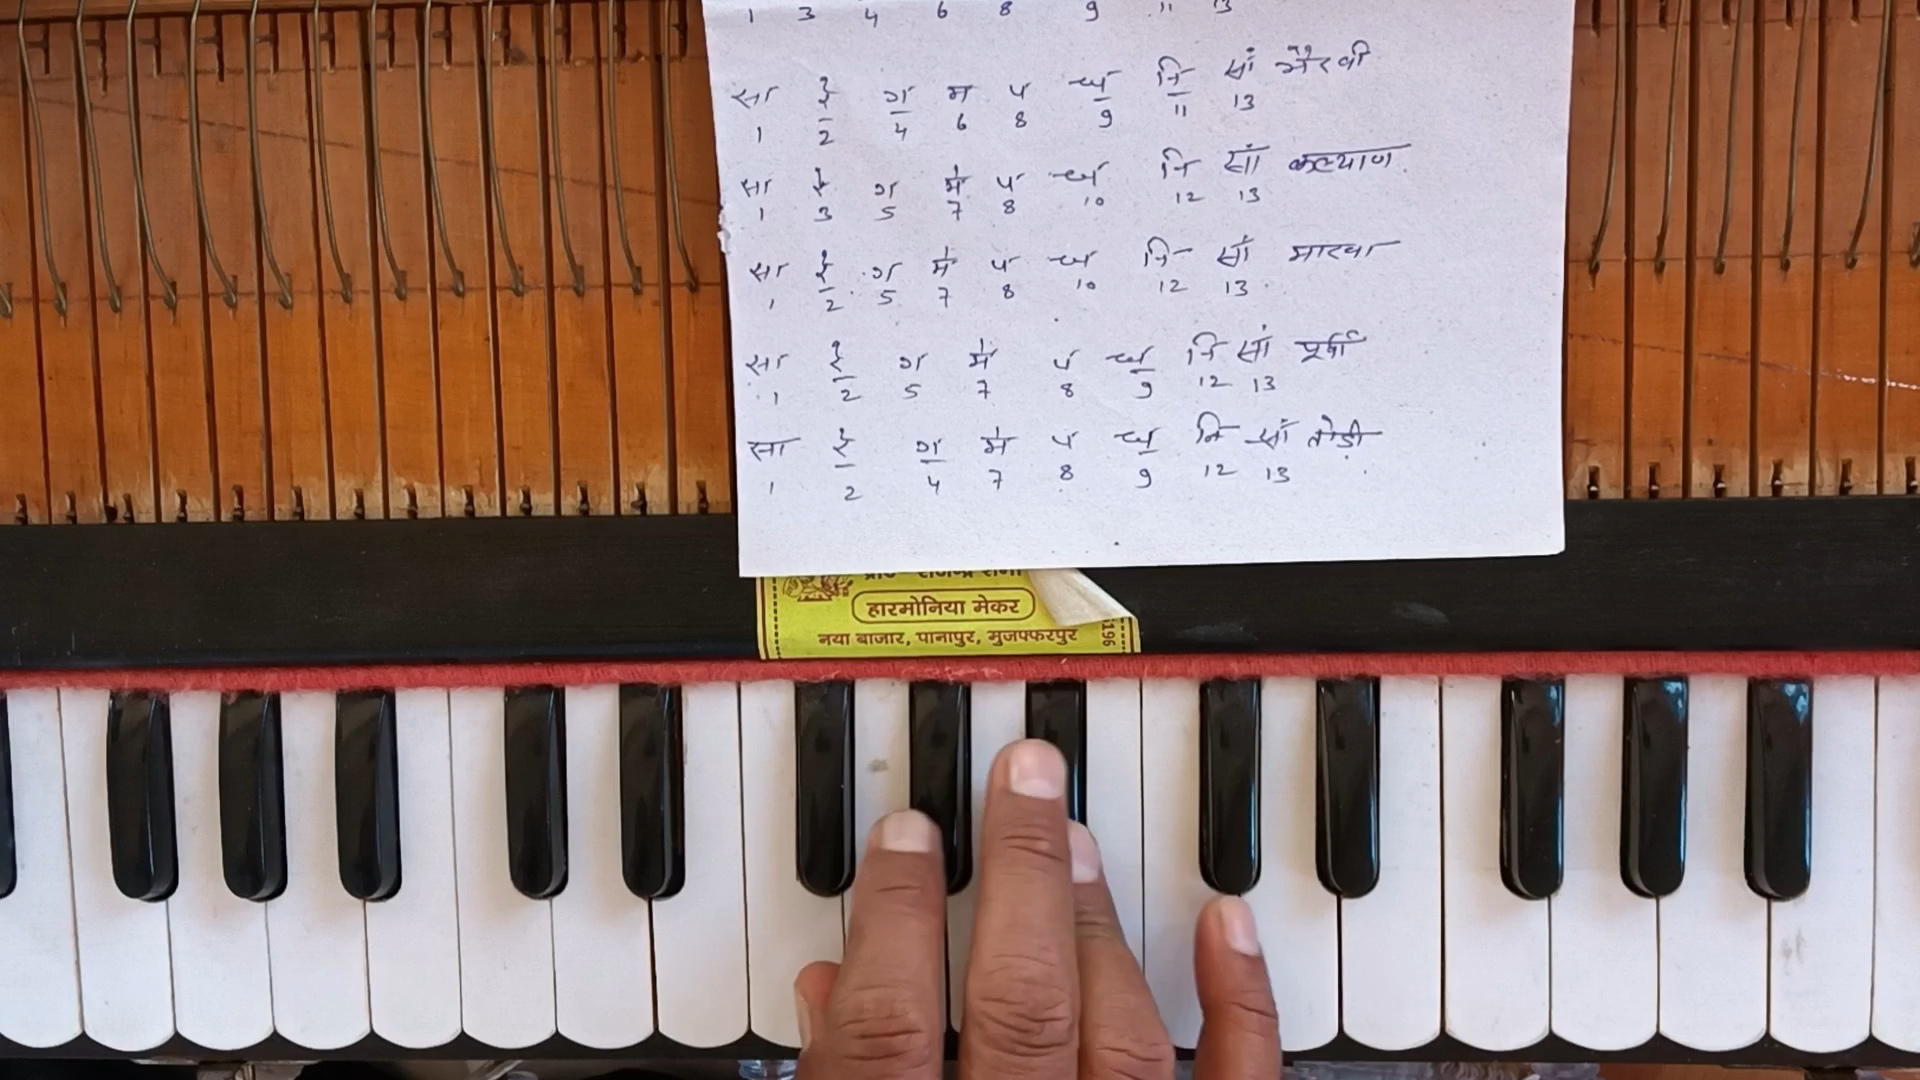 1 3 4 6 8 9 11 13
सा रे॒ ग॒ म प ध॒ नि॒ सां भैरवी
1 2 4 6 8 9 11 13
सा रे ग मे प ध नि सां कल्याण
1 3 5 7 8 10 12 13
सा रे॒ ग मे प ध नि सां मारवा
1 2 5 7 8 10 12 13
सा रे॒ ग मे प ध॒ नि सां पूर्वी
1 2 5 7 8 9 12 13
सा रे॒ ग॒ मे प ध॒ नि सां तोड़ी
1 2 4 7 8 9 12 13
हारमोनिया मेकर
नया बाजार, पानापुर, मुजफ्फरपुर